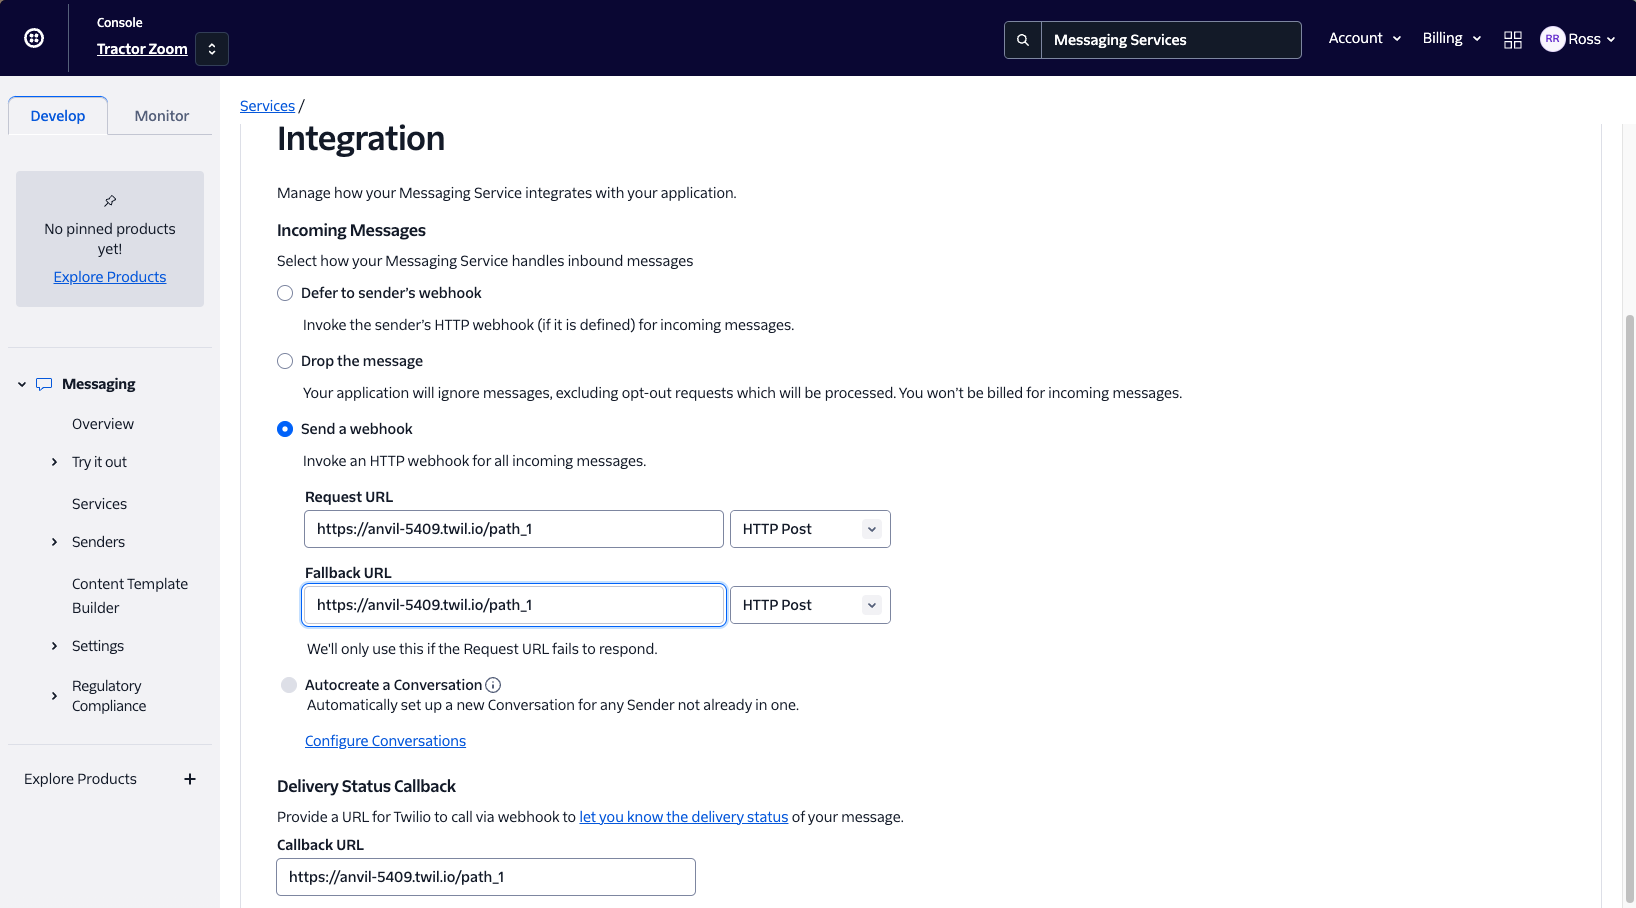 Console
Tractor Zoom
Messaging Services
Account
Billing
RR
Ross
Develop
Monitor
No pinned products
yet!
Explore Products
Messaging
Overview
Try it out
Services
Senders
Content Template
Builder
Settings
Regulatory
Compliance
Explore Products
Services /
Integration
Manage how your Messaging Service integrates with your application.
Incoming Messages
Select how your Messaging Service handles inbound messages
Defer to sender’s webhook
Invoke the sender’s HTTP webhook (if it is defined) for incoming messages.
Drop the message
Your application will ignore messages, excluding opt-out requests which will be processed. You won’t be billed for incoming messages.
Send a webhook
Invoke an HTTP webhook for all incoming messages.
Request URL
https://anvil-5409.twil.io/path_1
HTTP Post
Fallback URL
https://anvil-5409.twil.io/path_1
HTTP Post
We'll only use this if the Request URL fails to respond.
Autocreate a Conversation
Automatically set up a new Conversation for any Sender not already in one.
Configure Conversations
Delivery Status Callback
Provide a URL for Twilio to call via webhook to let you know the delivery status of your message.
Callback URL
https://anvil-5409.twil.io/path_1